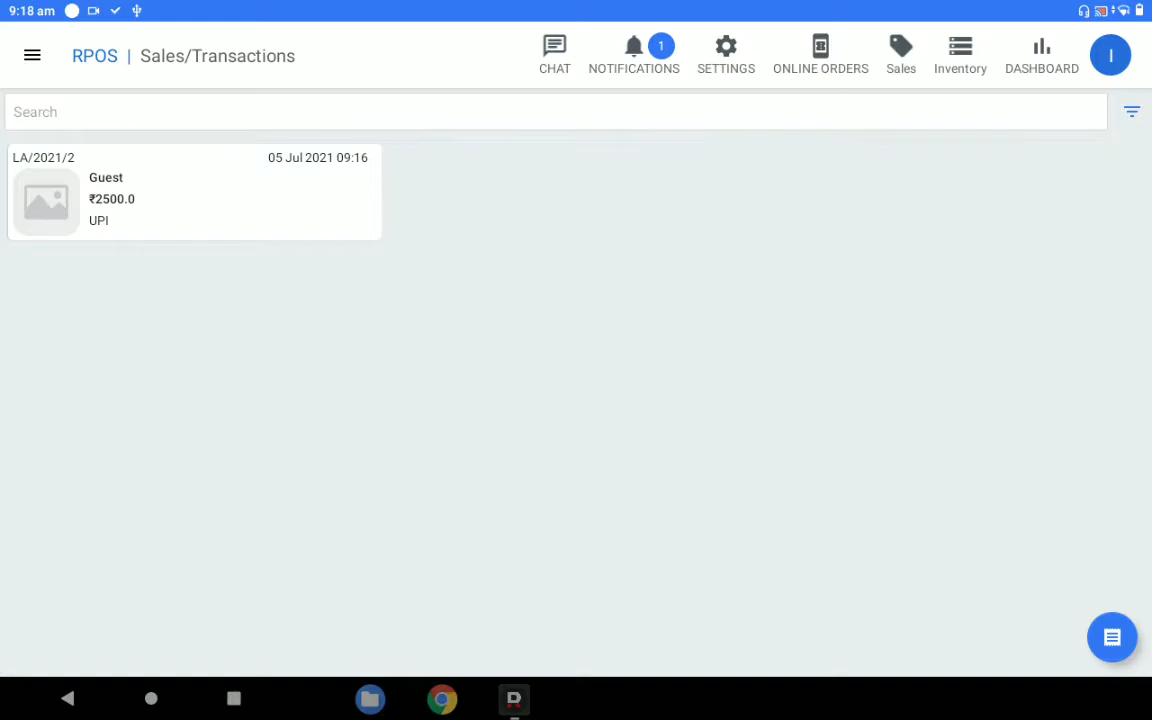 9:18 am
RPOS | Sales/Transactions
CHAT
NOTIFICATIONS
1
SETTINGS
ONLINE ORDERS
Sales
Inventory
DASHBOARD
I
Search
LA/2021/2 05 Jul 2021 09:16
Guest
₹2500.0
UPI